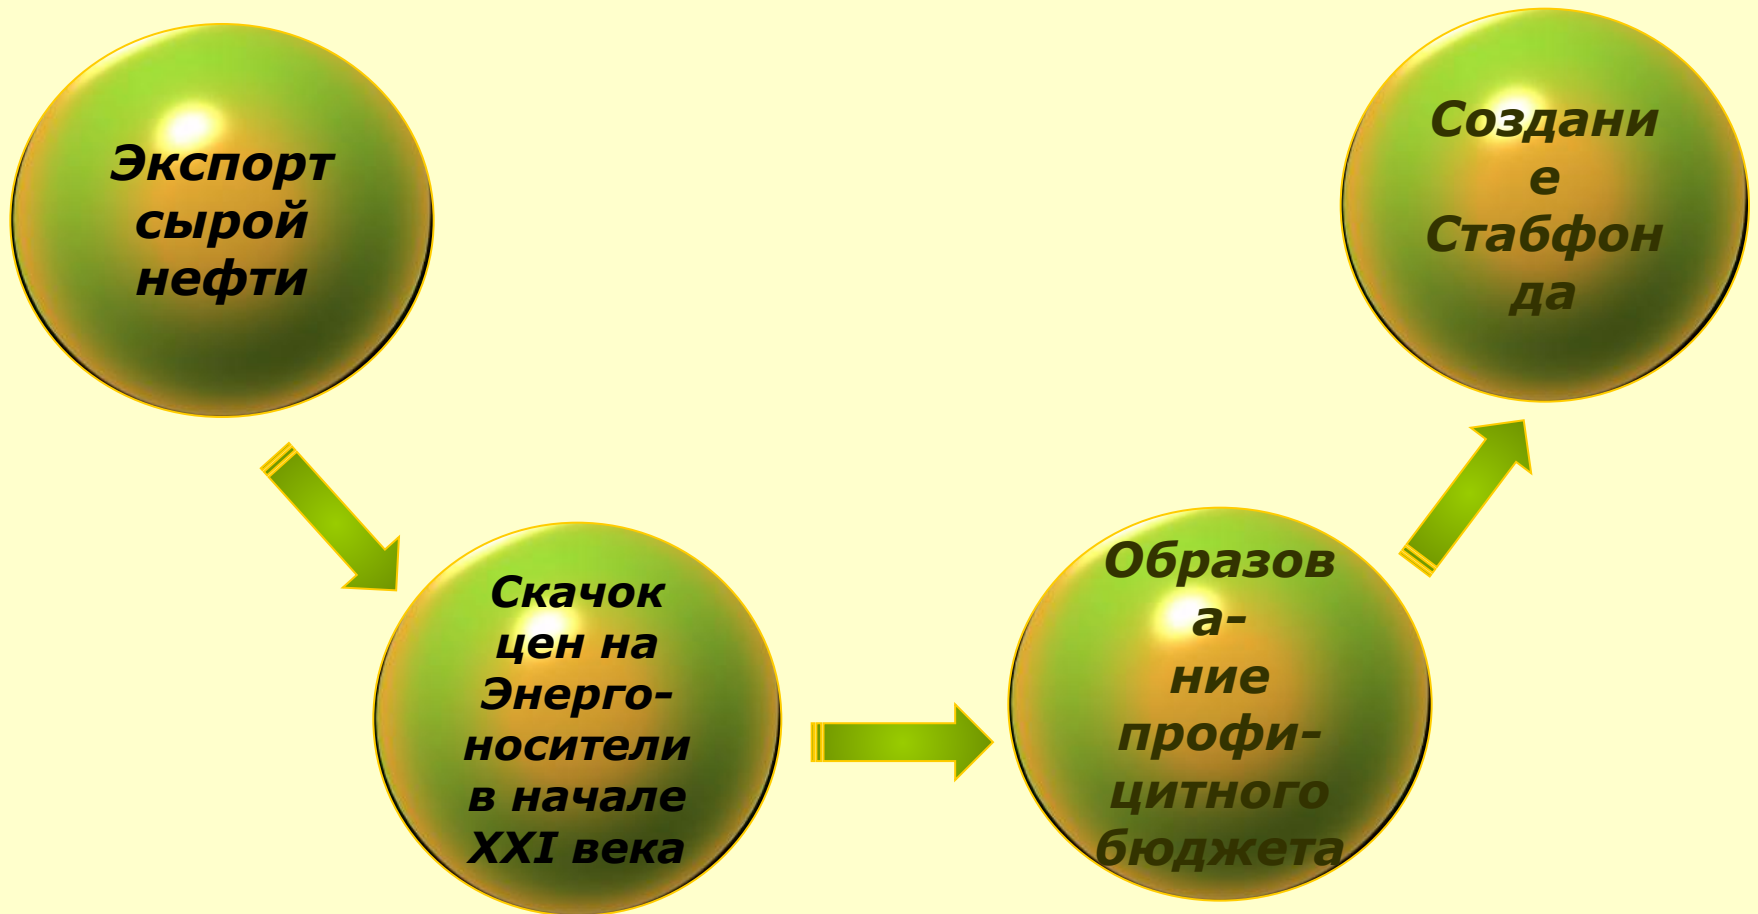 Экспорт
сырой
нефти
Скачок
цен на
Энерго-
носители
в начале
XXI века
Образов
а-
ние
профи-
цитного
бюджета
Создани
е
Стабфон
да